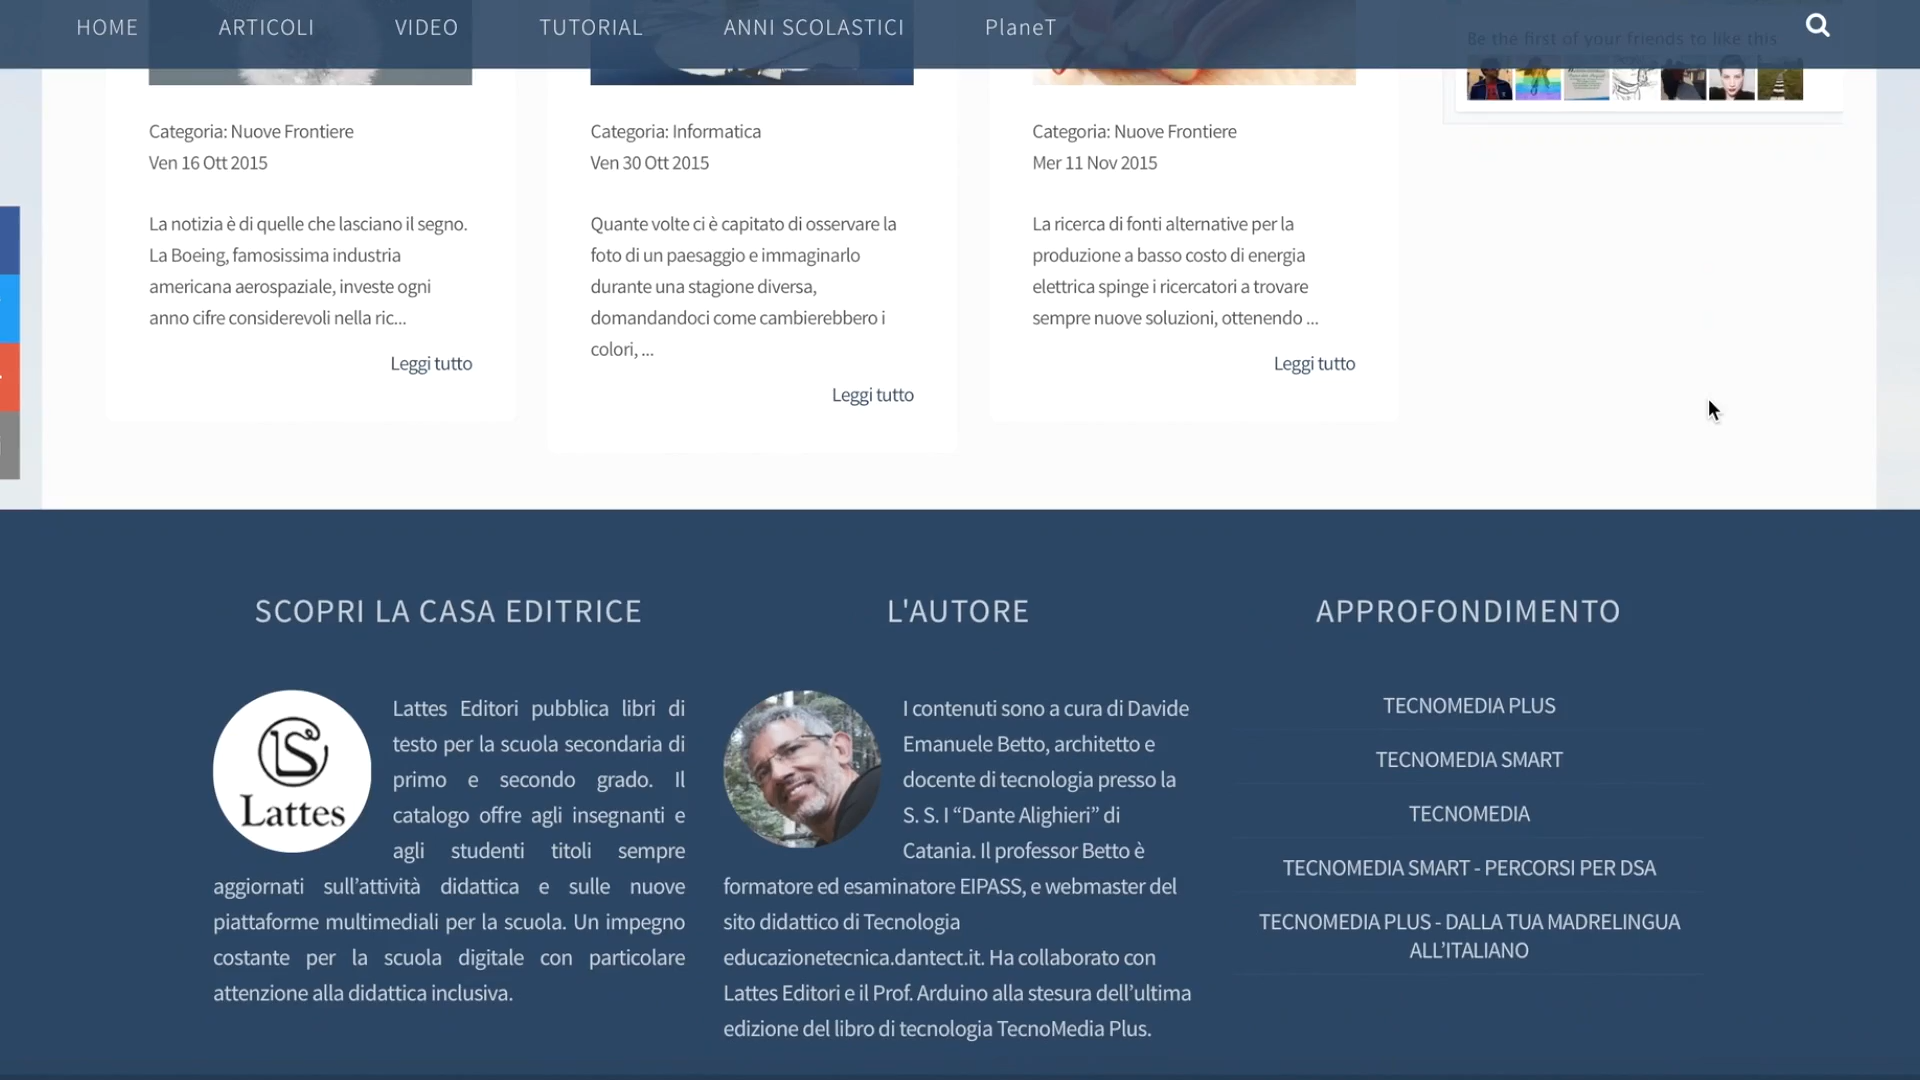 HOME ARTICOLI VIDEO TUTORIAL ANNI SCOLASTICI PlaneT
Be the first of your friends to like this
Categoria: Nuove Frontiere
Ven 16 Ott 2015
La notizia è di quelle che lasciano il segno.
La Boeing, famosissima industria
americana aerospaziale, investe ogni
anno cifre considerevoli nella ric...
Leggi tutto
Categoria: Informatica
Ven 30 Ott 2015
Quante volte ci è capitato di osservare la
foto di un paesaggio e immaginarlo
durante una stagione diversa,
domandandoci come cambierebbero i
colori, ...
Leggi tutto
Categoria: Nuove Frontiere
Mer 11 Nov 2015
La ricerca di fonti alternative per la
produzione a basso costo di energia
elettrica spinge i ricercatori a trovare
sempre nuove soluzioni, ottenendo ...
Leggi tutto
SCOPRI LA CASA EDITRICE
Lattes
Lattes Editori pubblica libri di
testo per la scuola secondaria di
primo e secondo grado. Il
catalogo offre agli insegnanti e
agli studenti titoli sempre
aggiornati sull’attività didattica e sulle nuove
piattaforme multimediali per la scuola. Un impegno
costante per la scuola digitale con particolare
attenzione alla didattica inclusiva.
L'AUTORE
I contenuti sono a cura di Davide
Emanuele Betto, architetto e
docente di tecnologia presso la
S. S. I “Dante Alighieri” di
Catania. Il professor Betto è
formatore ed esaminatore EIPASS, e webmaster del
sito didattico di Tecnologia
educazionetecnica.dantect.it. Ha collaborato con
Lattes Editori e il Prof. Arduino alla stesura dell’ultima
edizione del libro di tecnologia TecnoMedia Plus.
APPROFONDIMENTO
TECNOMEDIA PLUS
TECNOMEDIA SMART
TECNOMEDIA
TECNOMEDIA SMART - PERCORSI PER DSA
TECNOMEDIA PLUS - DALLA TUA MADRELINGUA
ALL’ITALIANO